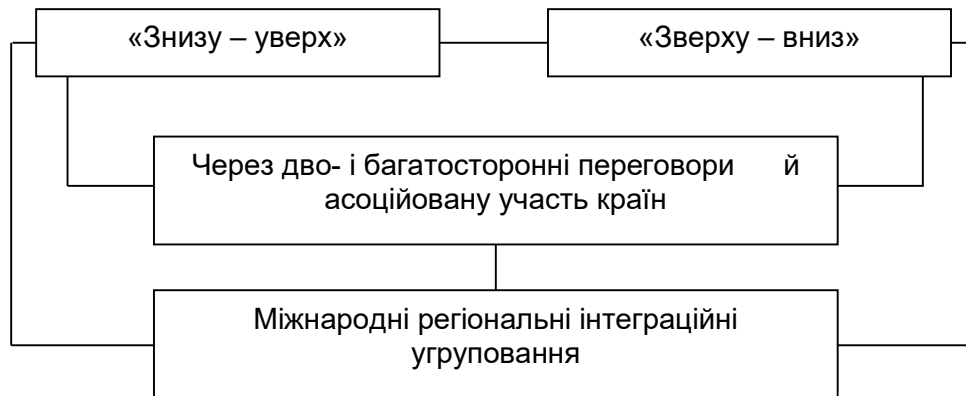 «Знизу – уверх»
«Зверху – вниз»
Через дво- і багатосторонні переговори й
асоційовану участь країн
Міжнародні регіональні інтеграційні
угруповання